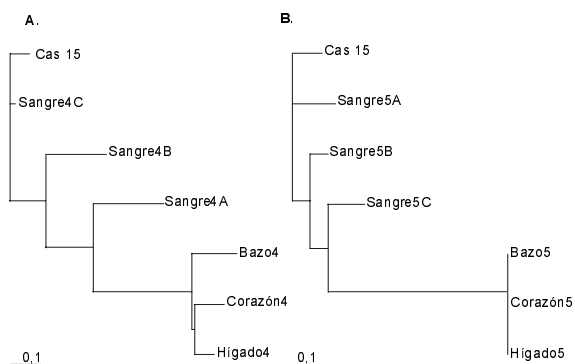 A.
Cas 15
Sangre4C
Sangre4B
Sangre4A
Bazo4
Corazón4
Hígado4
0,1
B.
Cas 15
Sangre5A
Sangre5B
Sangre5C
Bazo5
Corazón5
Hígado5
0,1